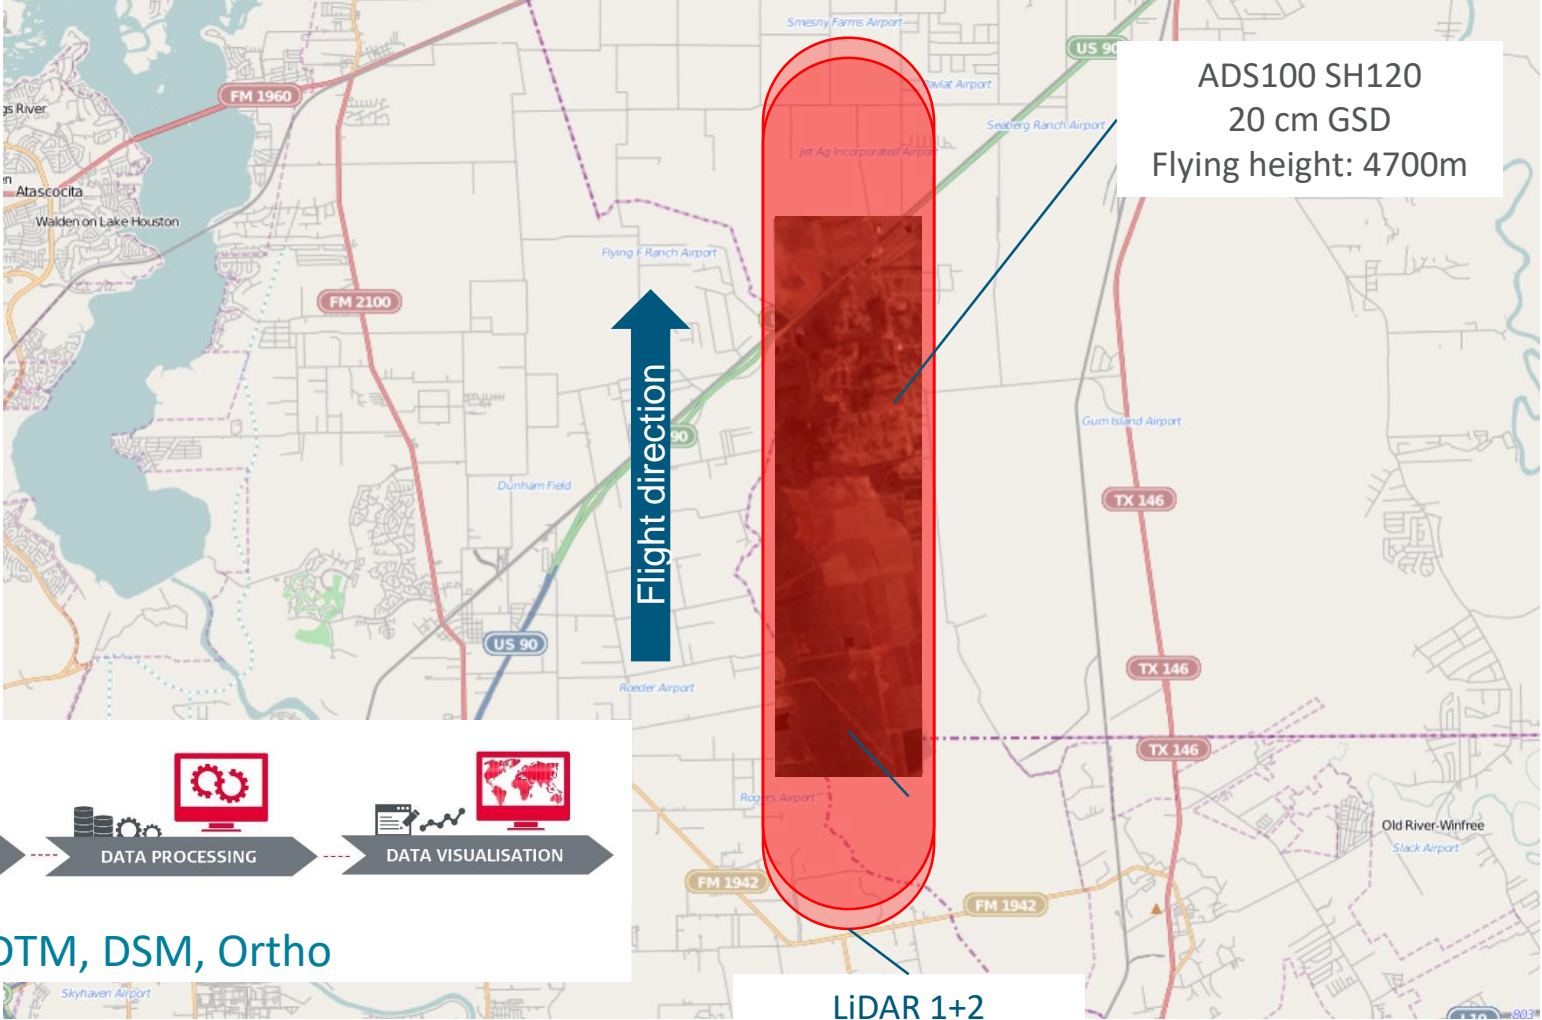 Smesny Farms Airport
US 90
FM 1960
ADS100 SH120
20 cm GSD
Flying height: 4700m
gs River
Seaberg Ranch Airport
Jet Ag Incorporated Airport
Atascocita
Walden on Lake Houston
Flying F Ranch Airport
FM 2100
Flight direction
90
Gum Island Airport
Dunham Field
TX 146
US 90
TX 146
Roeder Airport
TX 146
Rogers Airport
Old River-Winfree
Slack Airport
DATA PROCESSING
DATA VISUALISATION
FM 1942
FM 1942
DTM, DSM, Ortho
Skyhaven Airport
LiDAR 1+2